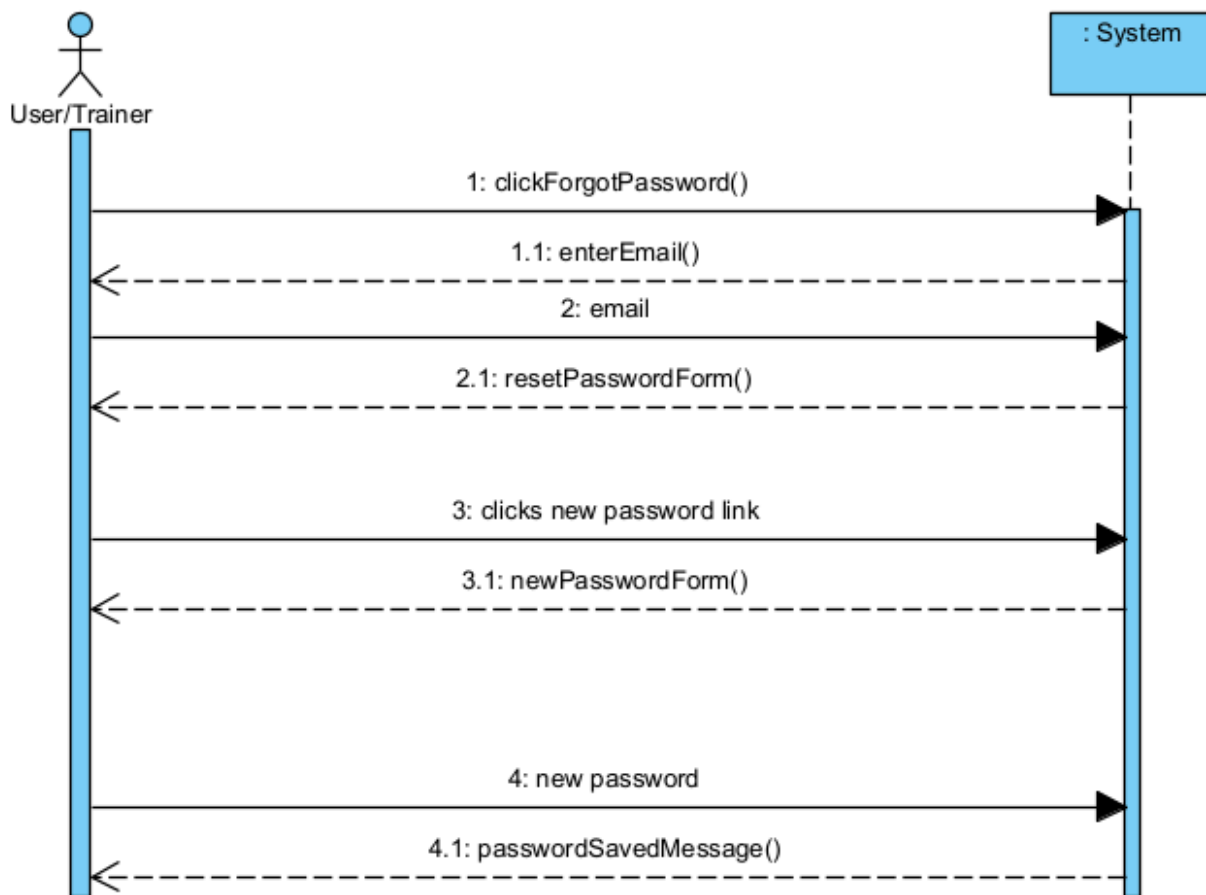 : System
User/Trainer
1: clickForgotPassword()
1.1: enterEmail()
2: email
2.1: resetPasswordForm()
3: clicks new password link
3.1: newPasswordForm()
4: new password
4.1: passwordSavedMessage()